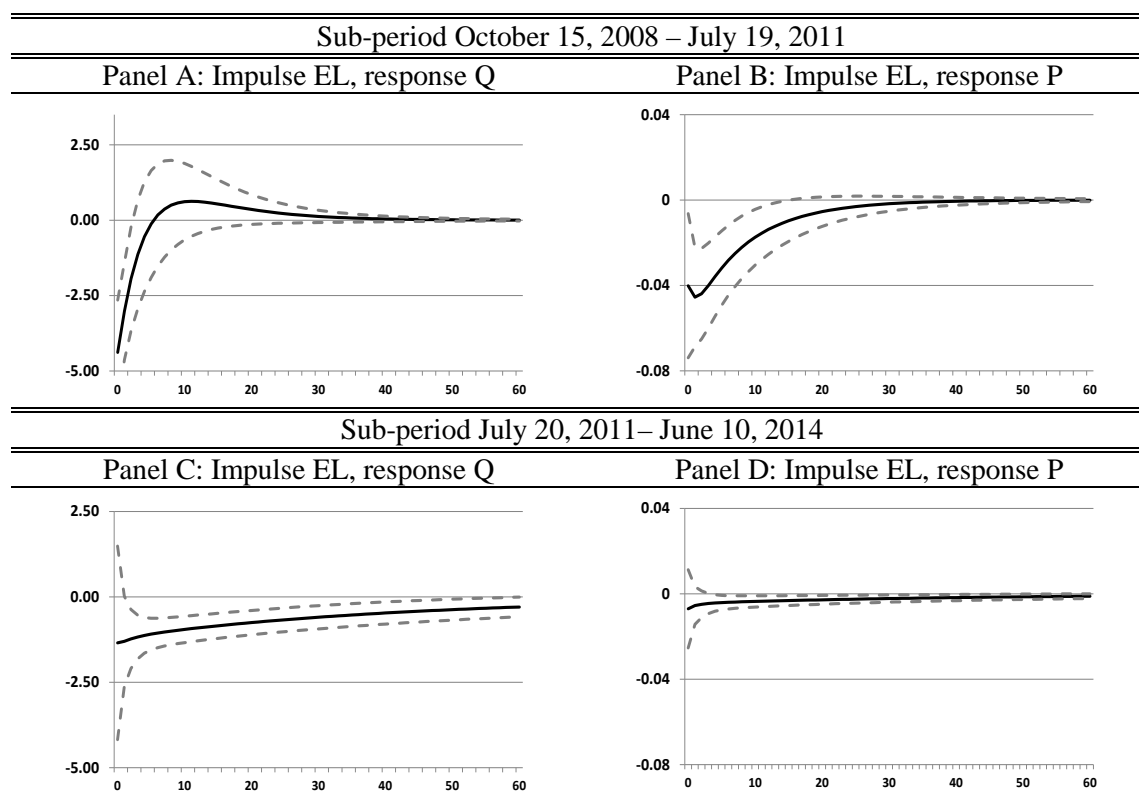 Sub-period October 15, 2008 – July 19, 2011
Panel A: Impulse EL, response Q
Panel B: Impulse EL, response P
2.50
0.00
-2.50
-5.00
0 10 20 30 40 50 60
0.04
0
-0.04
-0.08
0 10 20 30 40 50 60
Sub-period July 20, 2011– June 10, 2014
Panel C: Impulse EL, response Q
Panel D: Impulse EL, response P
2.50
0.00
-2.50
-5.00
0 10 20 30 40 50 60
0.04
0
-0.04
-0.08
0 10 20 30 40 50 60